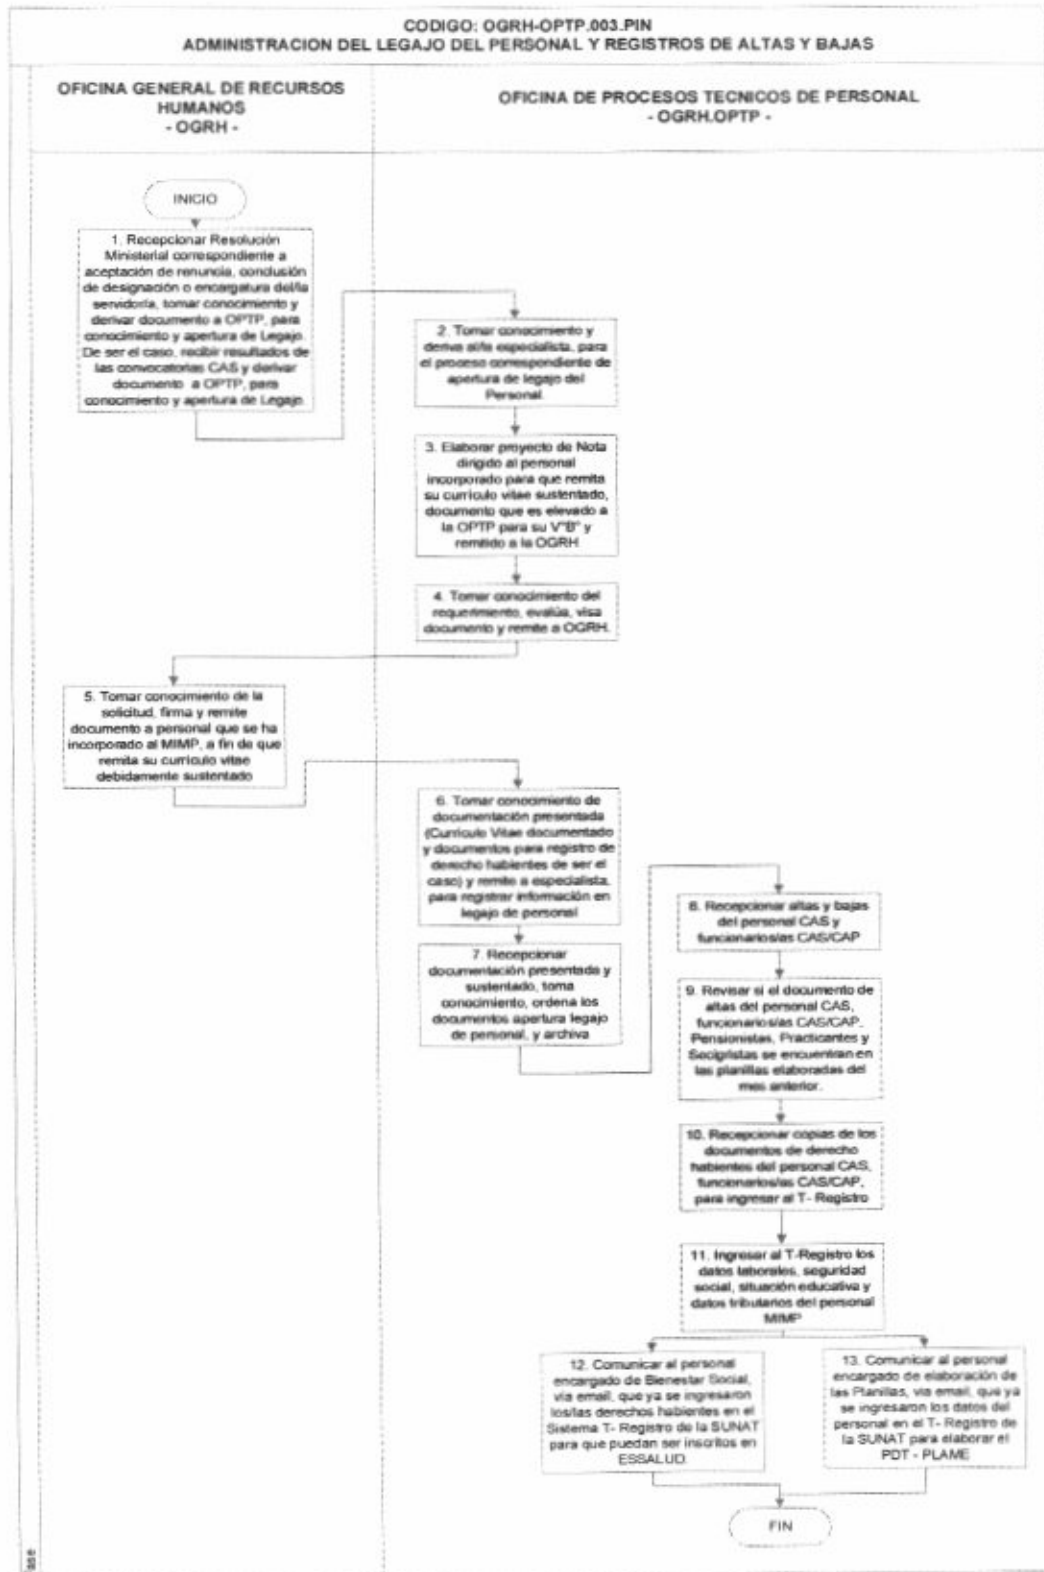 CODIGO: OGRH-OPTP.003.PIN
ADMINISTRACION DEL LEGAJO DEL PERSONAL Y REGISTROS DE ALTAS Y BAJAS
OFICINA GENERAL DE RECURSOS
HUMANOS
- OGRH -
OFICINA DE PROCESOS TECNICOS DE PERSONAL
- OGRH.OPTP -
INICIO
1. Recepcionar Resolución
Ministerial correspondiente a
aceptación de renuncia, conclusión
de designación o encargatura del/la
servidor/a, tomar conocimiento y
derivar documento a OPTP, para
conocimiento y apertura de Legajo.
De ser el caso, recibir resultados de
las convocatorias CAS y derivar
documento a OPTP, para
conocimiento y apertura de Legajo.
2. Tomar conocimiento y
deriva al/la especialista, para
el proceso correspondiente de
apertura de legajo del
Personal.
3. Elaborar proyecto de Nota
dirigido al personal
incorporado para que remita
su currículo vitae sustentado,
documento que es elevado a
la OPTP para su V°B° y
remitido a la OGRH
4. Tomar conocimiento del
requerimiento, evalúa, visa
documento y remite a OGRH.
5. Tomar conocimiento de la
solicitud, firma y remite
documento a personal que se ha
incorporado al MIMP, a fin de que
remita su currículo vitae
debidamente sustentado
6. Tomar conocimiento de
documentación presentada
(Currículo Vitae documentado
y documentos para registro de
derecho habientes de ser el
caso) y remite a especialista,
para registrar información en
legajo de personal
7. Recepcionar
documentación presentada y
sustentado, toma
conocimiento, ordena los
documentos apertura legajo
de personal, y archiva
8. Recepcionar altas y bajas
del personal CAS y
funcionarios/as CAS/CAP
9. Revisar si el documento de
altas del personal CAS,
funcionarios/as CAS/CAP,
Pensionistas, Practicantes y
Secigristas se encuentran en
las planillas elaboradas del
mes anterior.
10. Recepcionar copias de los
documentos de derecho
habientes del personal CAS,
funcionarios/as CAS/CAP,
para ingresar al T- Registro
11. Ingresar al T-Registro los
datos laborales, seguridad
social, situación educativa y
datos tributarios del personal
MIMP
12. Comunicar al personal
encargado de Bienestar Social,
vía email, que ya se ingresaron
los/las derechos habientes en el
Sistema T- Registro de la SUNAT
para que puedan ser inscritos en
ESSALUD.
13. Comunicar al personal
encargado de elaboración de
las Planillas, vía email, que ya
se ingresaron los datos del
personal en el T- Registro de
la SUNAT para elaborar el
PDT - PLAME
FIN
ase